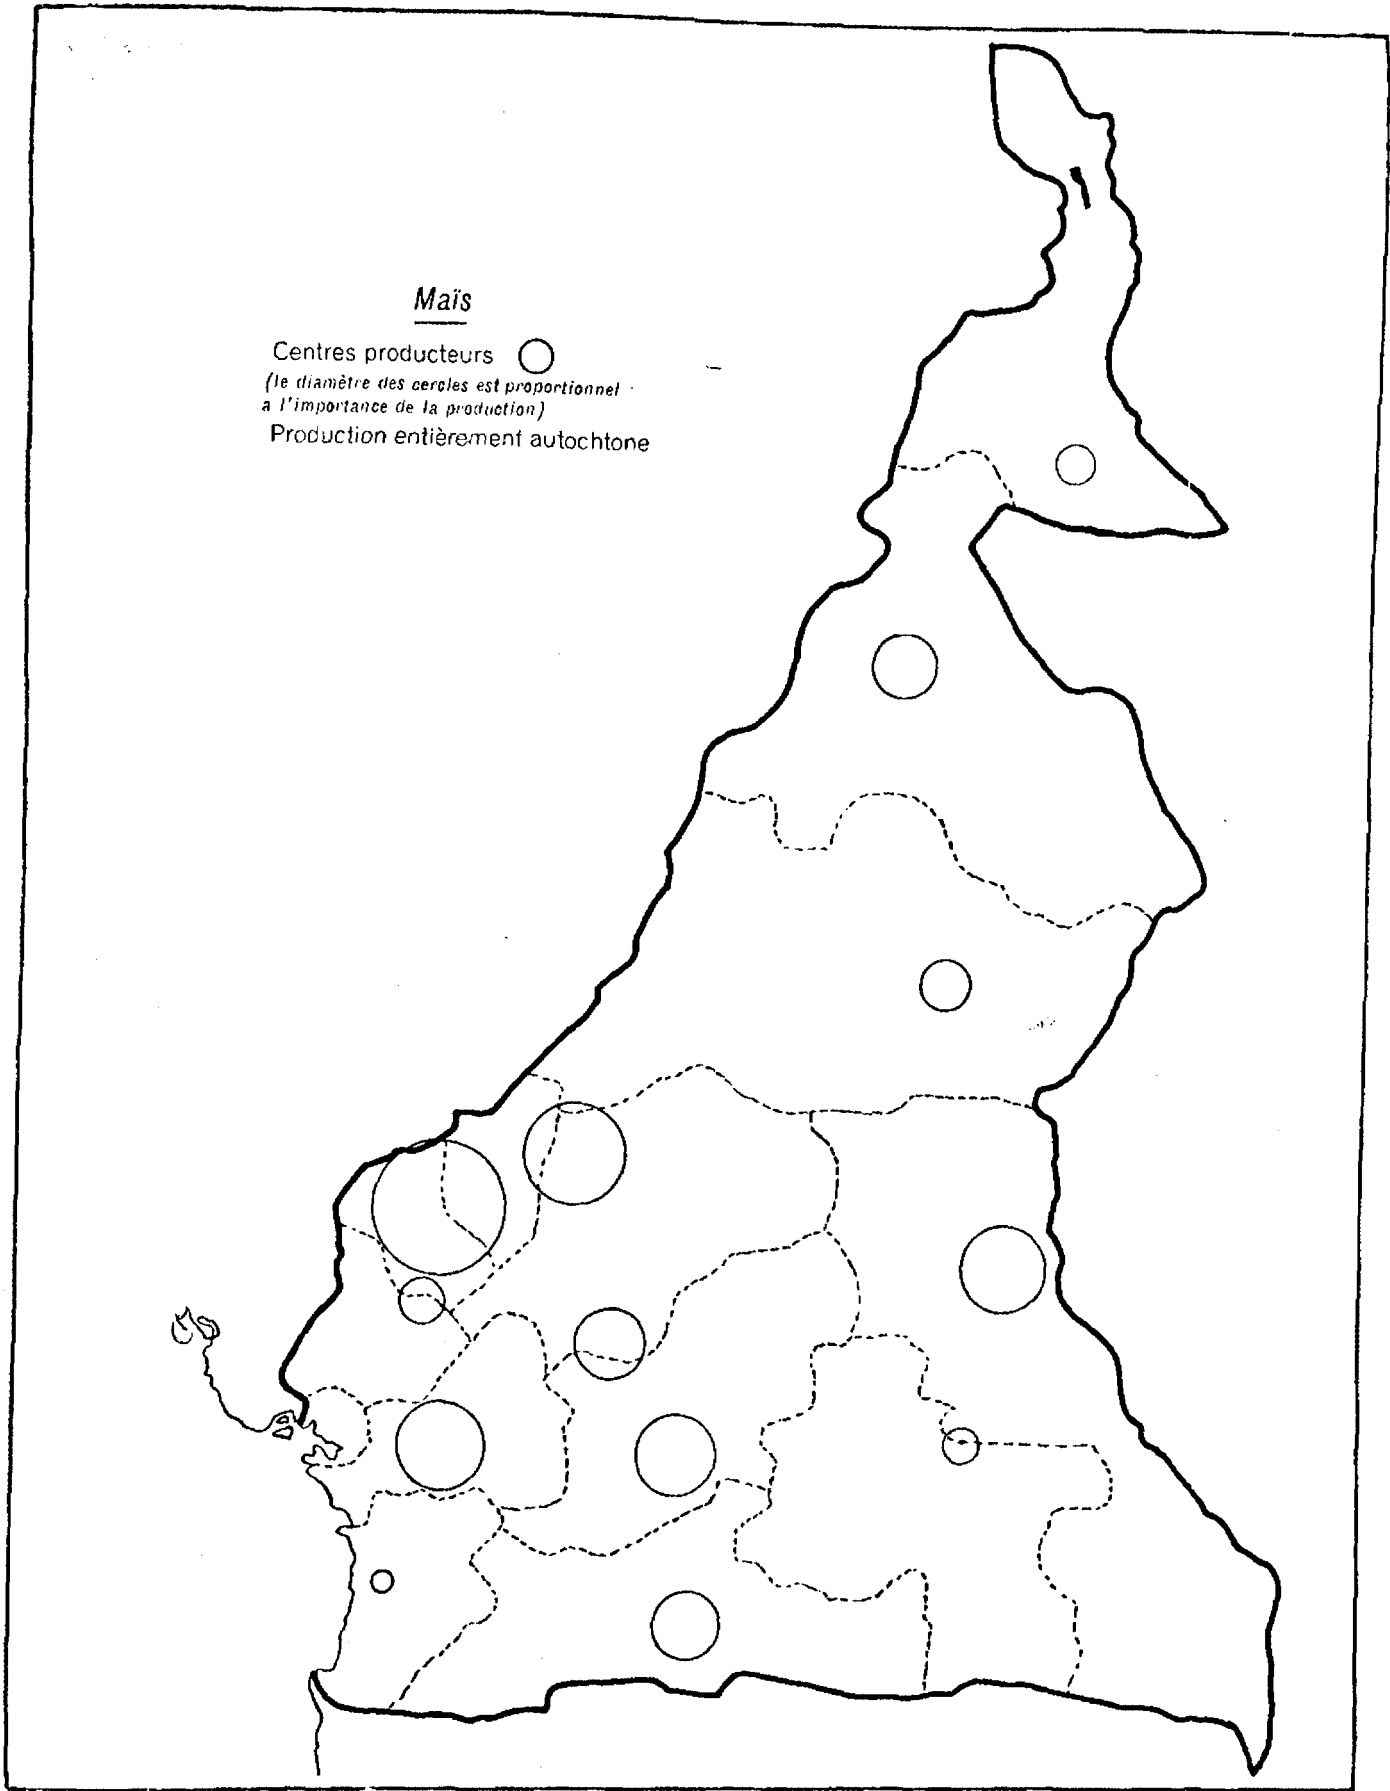 Maïs
Centres producteurs
(le diamètre des cercles est proportionnel
a l'importance de la production)
Production entièrement autochtone